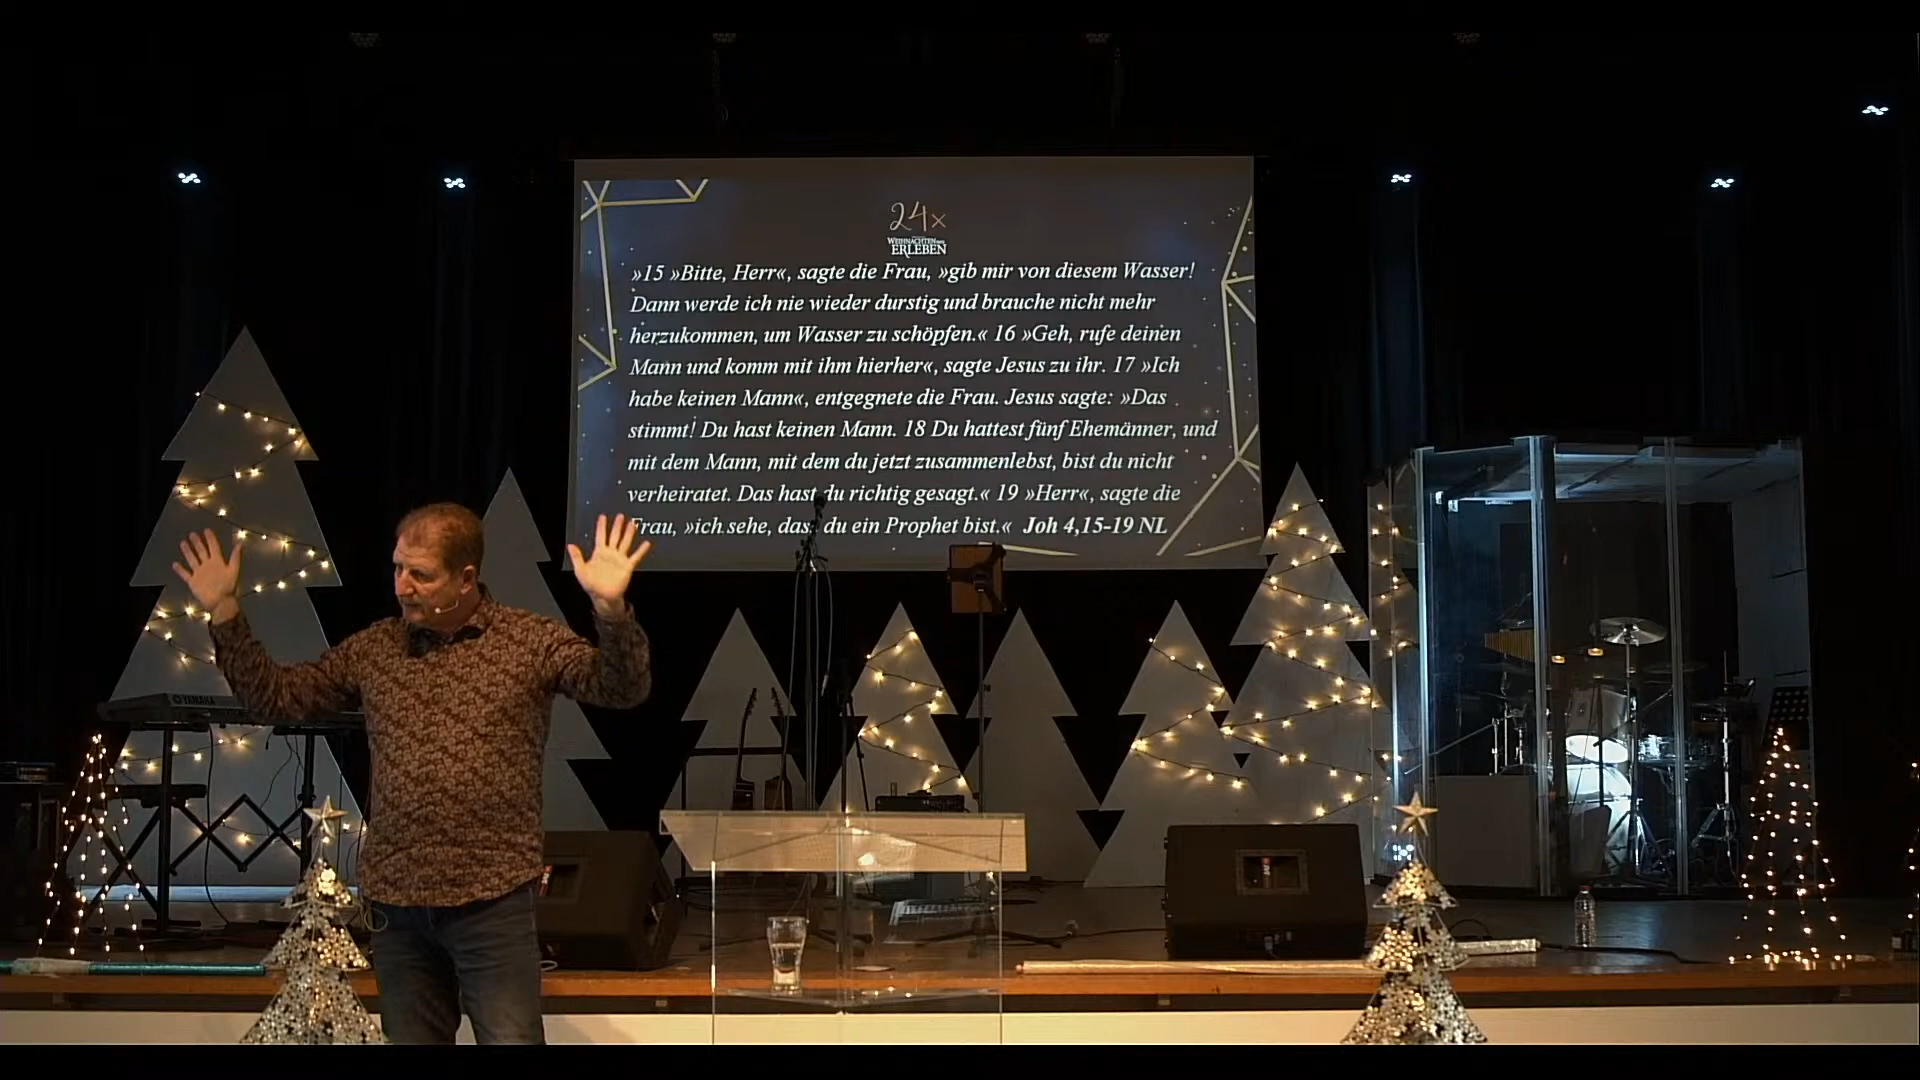 24x
WEIHNACHTEN
ERLEBEN
»15 »Bitte, Herr«, sagte die Frau, »gib mir von diesem Wasser!
Dann werde ich nie wieder durstig und brauche nicht mehr
herzukommen, um Wasser zu schöpfen.« 16 »Geh, rufe deinen
Mann und komm mit ihm hierher«, sagte Jesus zu ihr. 17 »Ich
habe keinen Mann«, entgegnete die Frau. Jesus sagte: »Das
stimmt! Du hast keinen Mann. 18 Du hattest fünf Ehemänner, und
mit dem Mann, mit dem du jetzt zusammenlebst, bist du nicht
verheiratet. Das hast du richtig gesagt.« 19 »Herr«, sagte die
Frau, »ich sehe, dass du ein Prophet bist.« Joh 4,15-19 NL
YAMAHA